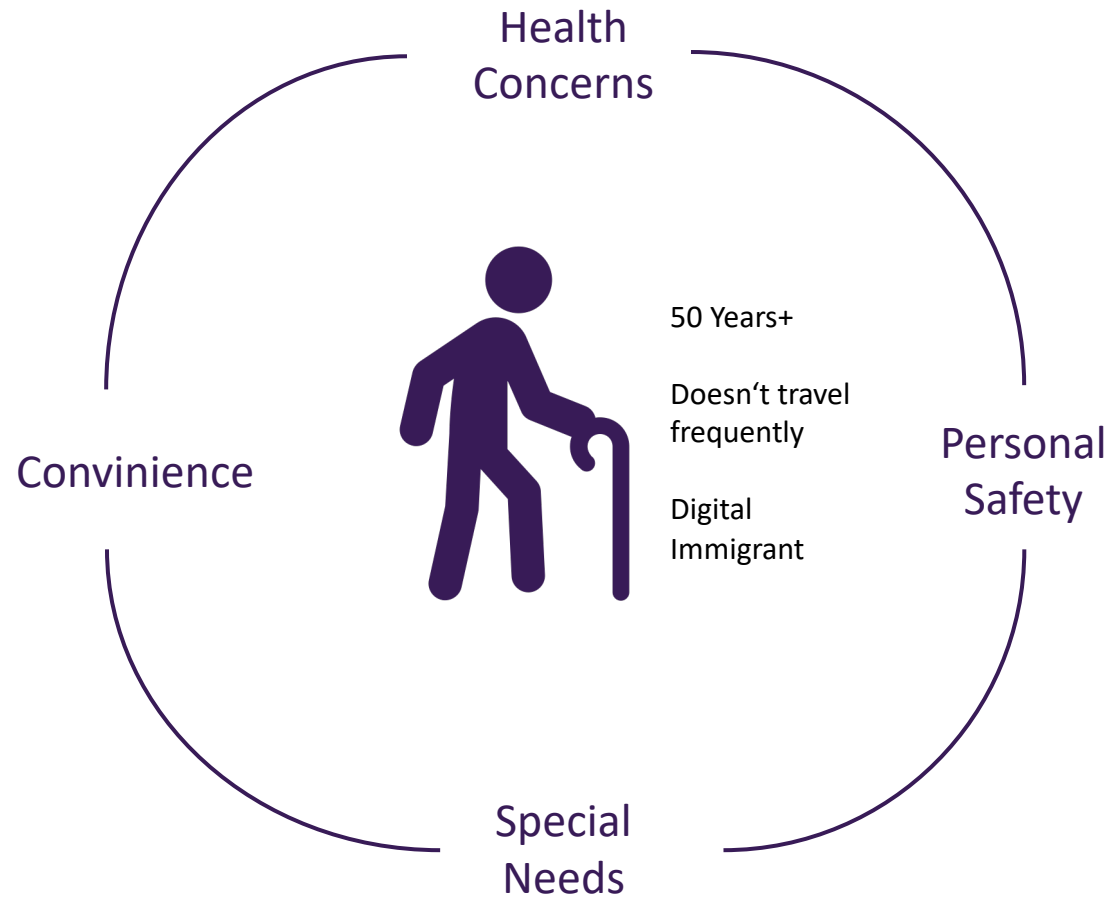 Health
Concerns
50 Years+
Doesn‘t travel
frequently
Personal
Safety
Convinience
Digital
Immigrant
Special
Needs